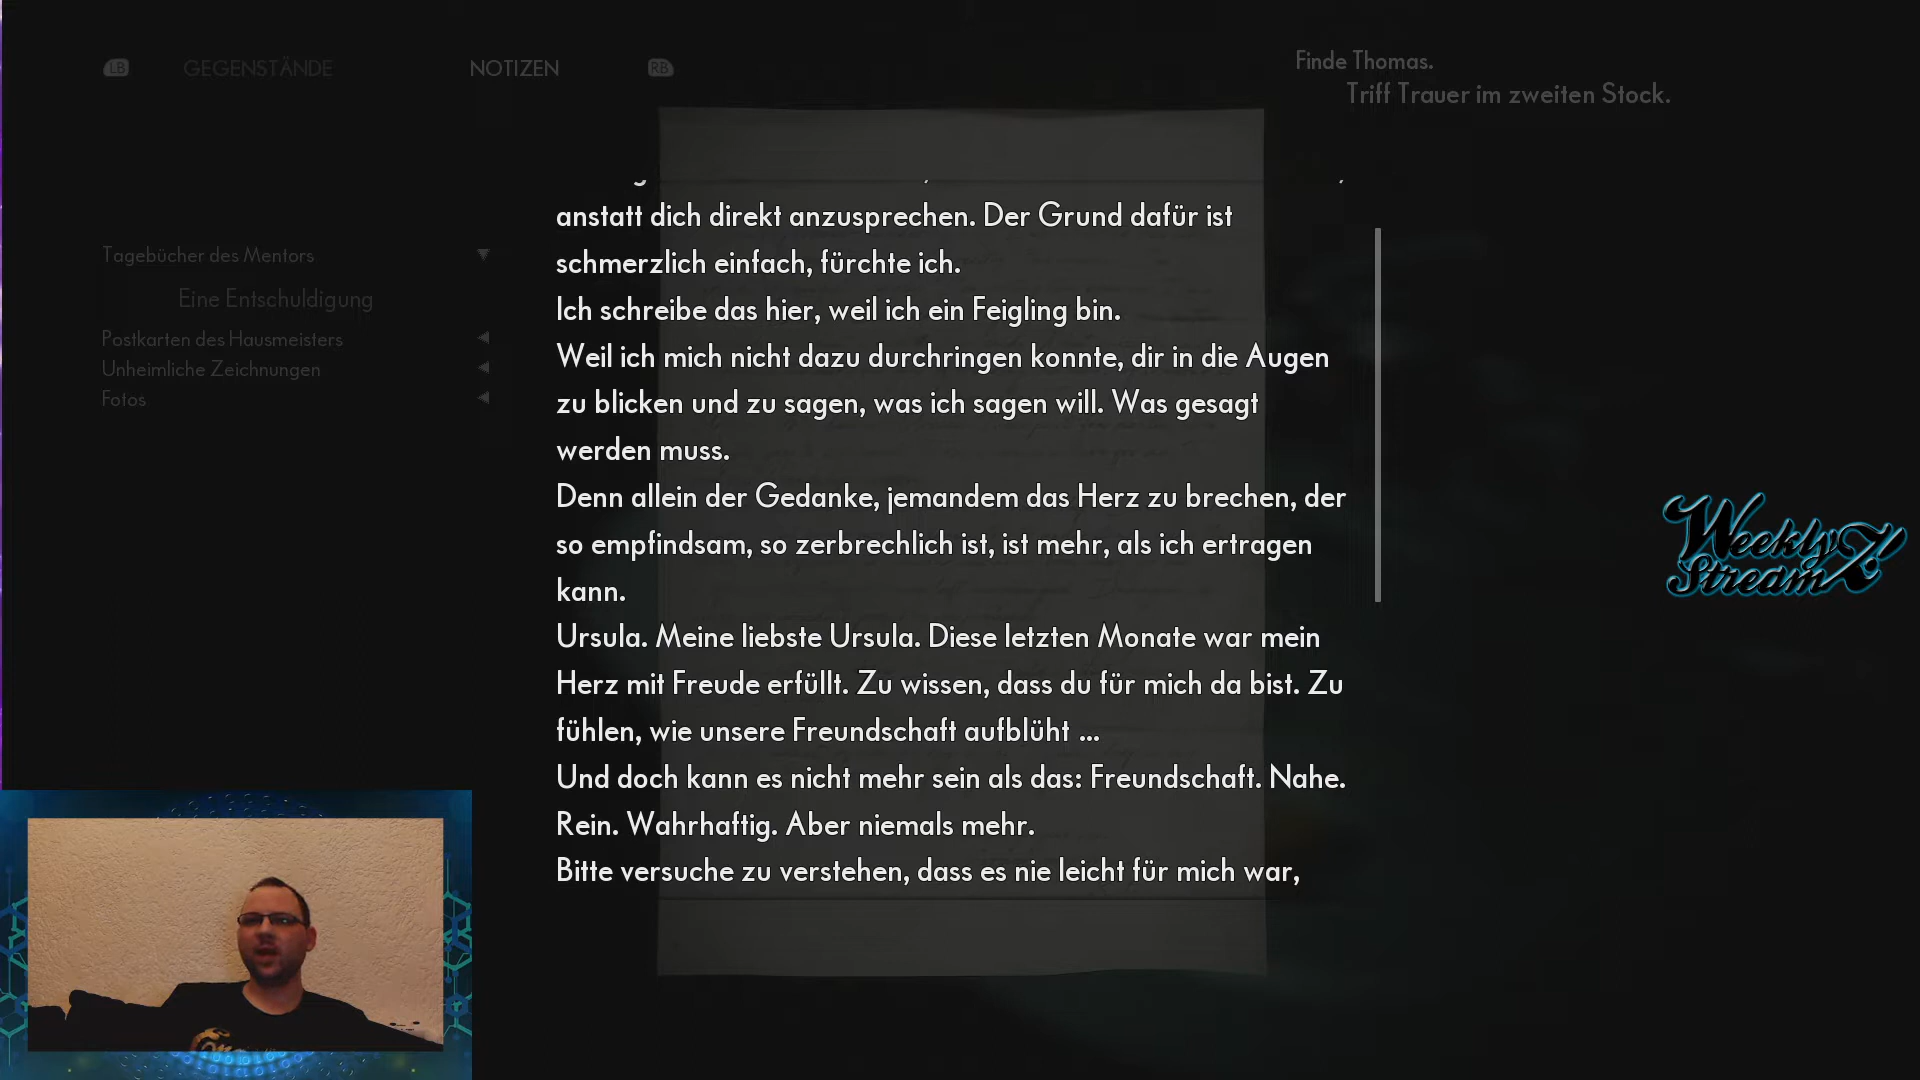 LB
GEGENSTÄNDE
NOTIZEN
RB
Finde Thomas.
Triff Trauer im zweiten Stock.
Tagebücher des Mentors
Eine Entschuldigung
Postkarten des Hausmeisters
Unheimliche Zeichnungen
Fotos
anstatt dich direkt anzusprechen. Der Grund dafür ist
schmerzlich einfach, fürchte ich.
Ich schreibe das hier, weil ich ein Feigling bin.
Weil ich mich nicht dazu durchringen konnte, dir in die Augen
zu blicken und zu sagen, was ich sagen will. Was gesagt
werden muss.
Denn allein der Gedanke, jemandem das Herz zu brechen, der
so empfindsam, so zerbrechlich ist, ist mehr, als ich ertragen
kann.
Ursula. Meine liebste Ursula. Diese letzten Monate war mein
Herz mit Freude erfüllt. Zu wissen, dass du für mich da bist. Zu
fühlen, wie unsere Freundschaft aufblüht ...
Und doch kann es nicht mehr sein als das: Freundschaft. Nahe.
Rein. Wahrhaftig. Aber niemals mehr.
Bitte versuche zu verstehen, dass es nie leicht für mich war,
Weekly
Stream